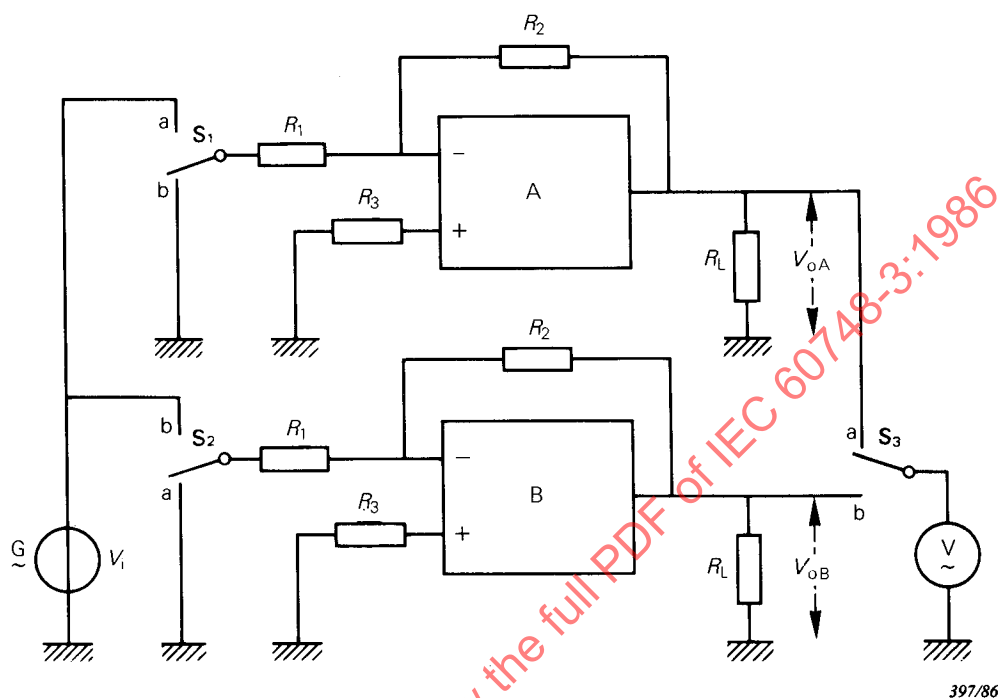 R2
a
S1
R1
−
b
A
R3
+
RL
VoA
R2
b
S2
R1
−
a
B
R3
+
a
S3
b
G
~
Vi
RL
VoB
V
~
y the full PDF of IEC 60748-3:1986
397/86